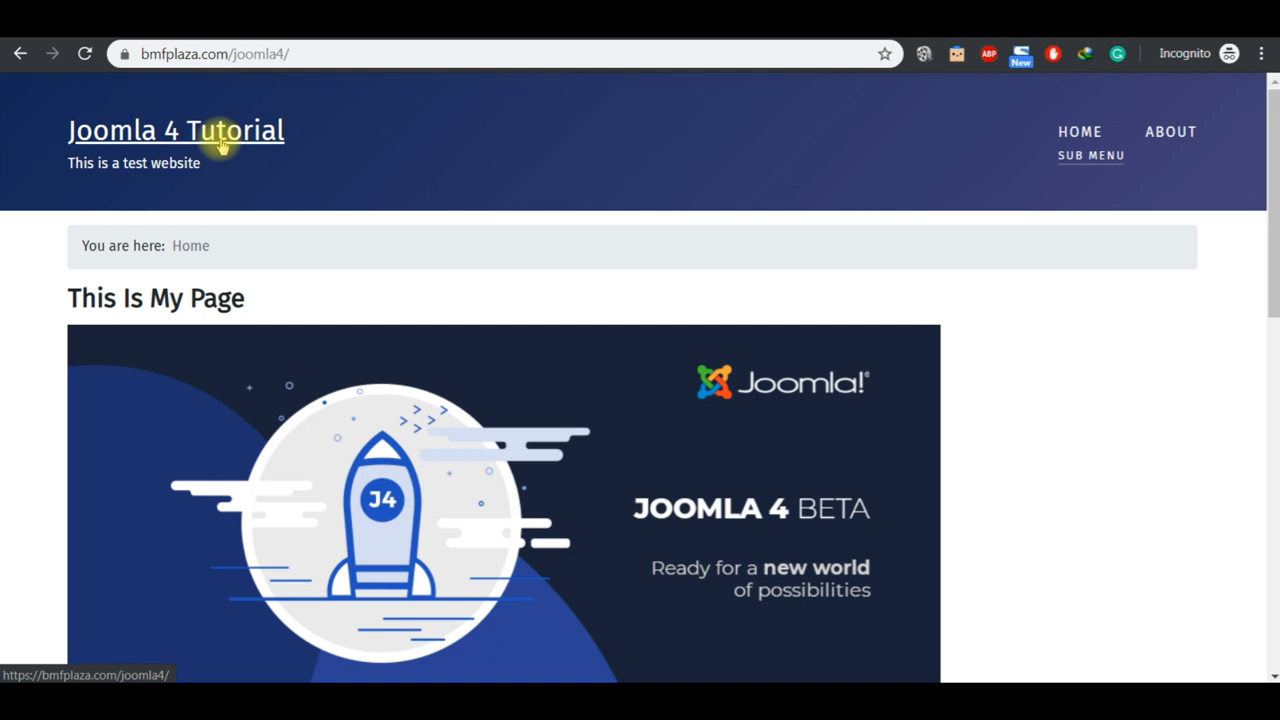 bmfplaza.com/joomla4/
ABP
New
Incognito
Joomla 4 Tutorial
This is a test website
HOME
ABOUT
SUB MENU
You are here: Home
This Is My Page
Joomla!®
J4
JOOMLA 4 BETA
Ready for a new world
of possibilities
https://bmfplaza.com/joomla4/